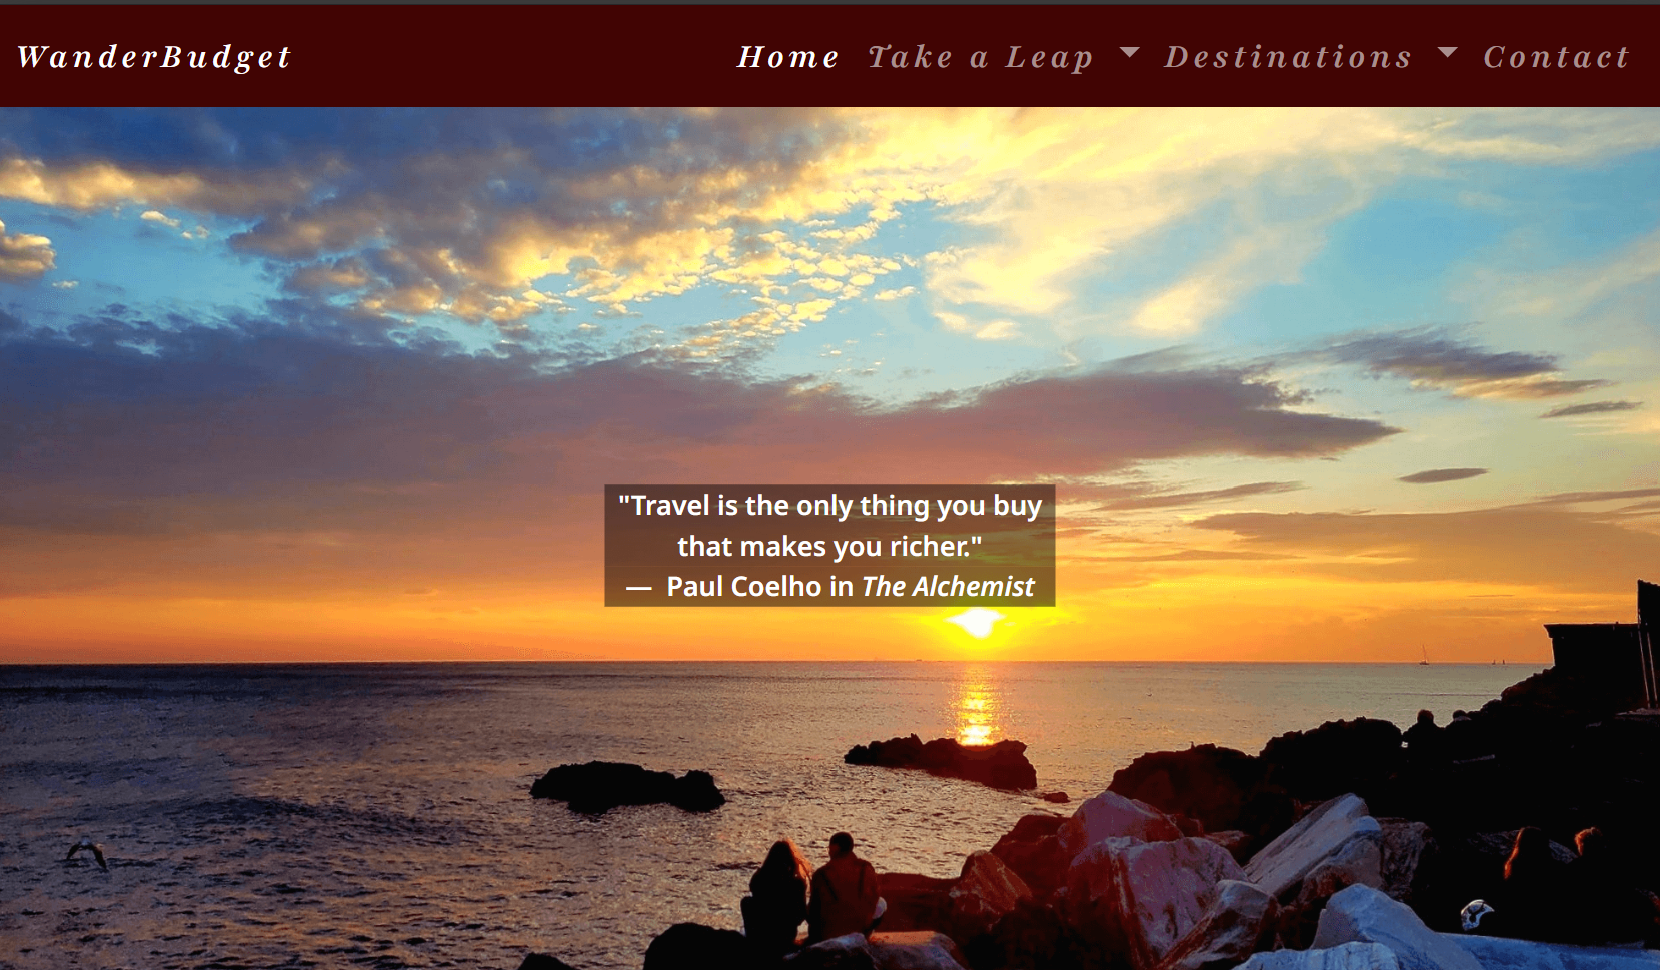 WanderBudget
Home Take a Leap Destinations Contact
"Travel is the only thing you buy
that makes you richer."
— Paul Coelho in The Alchemist